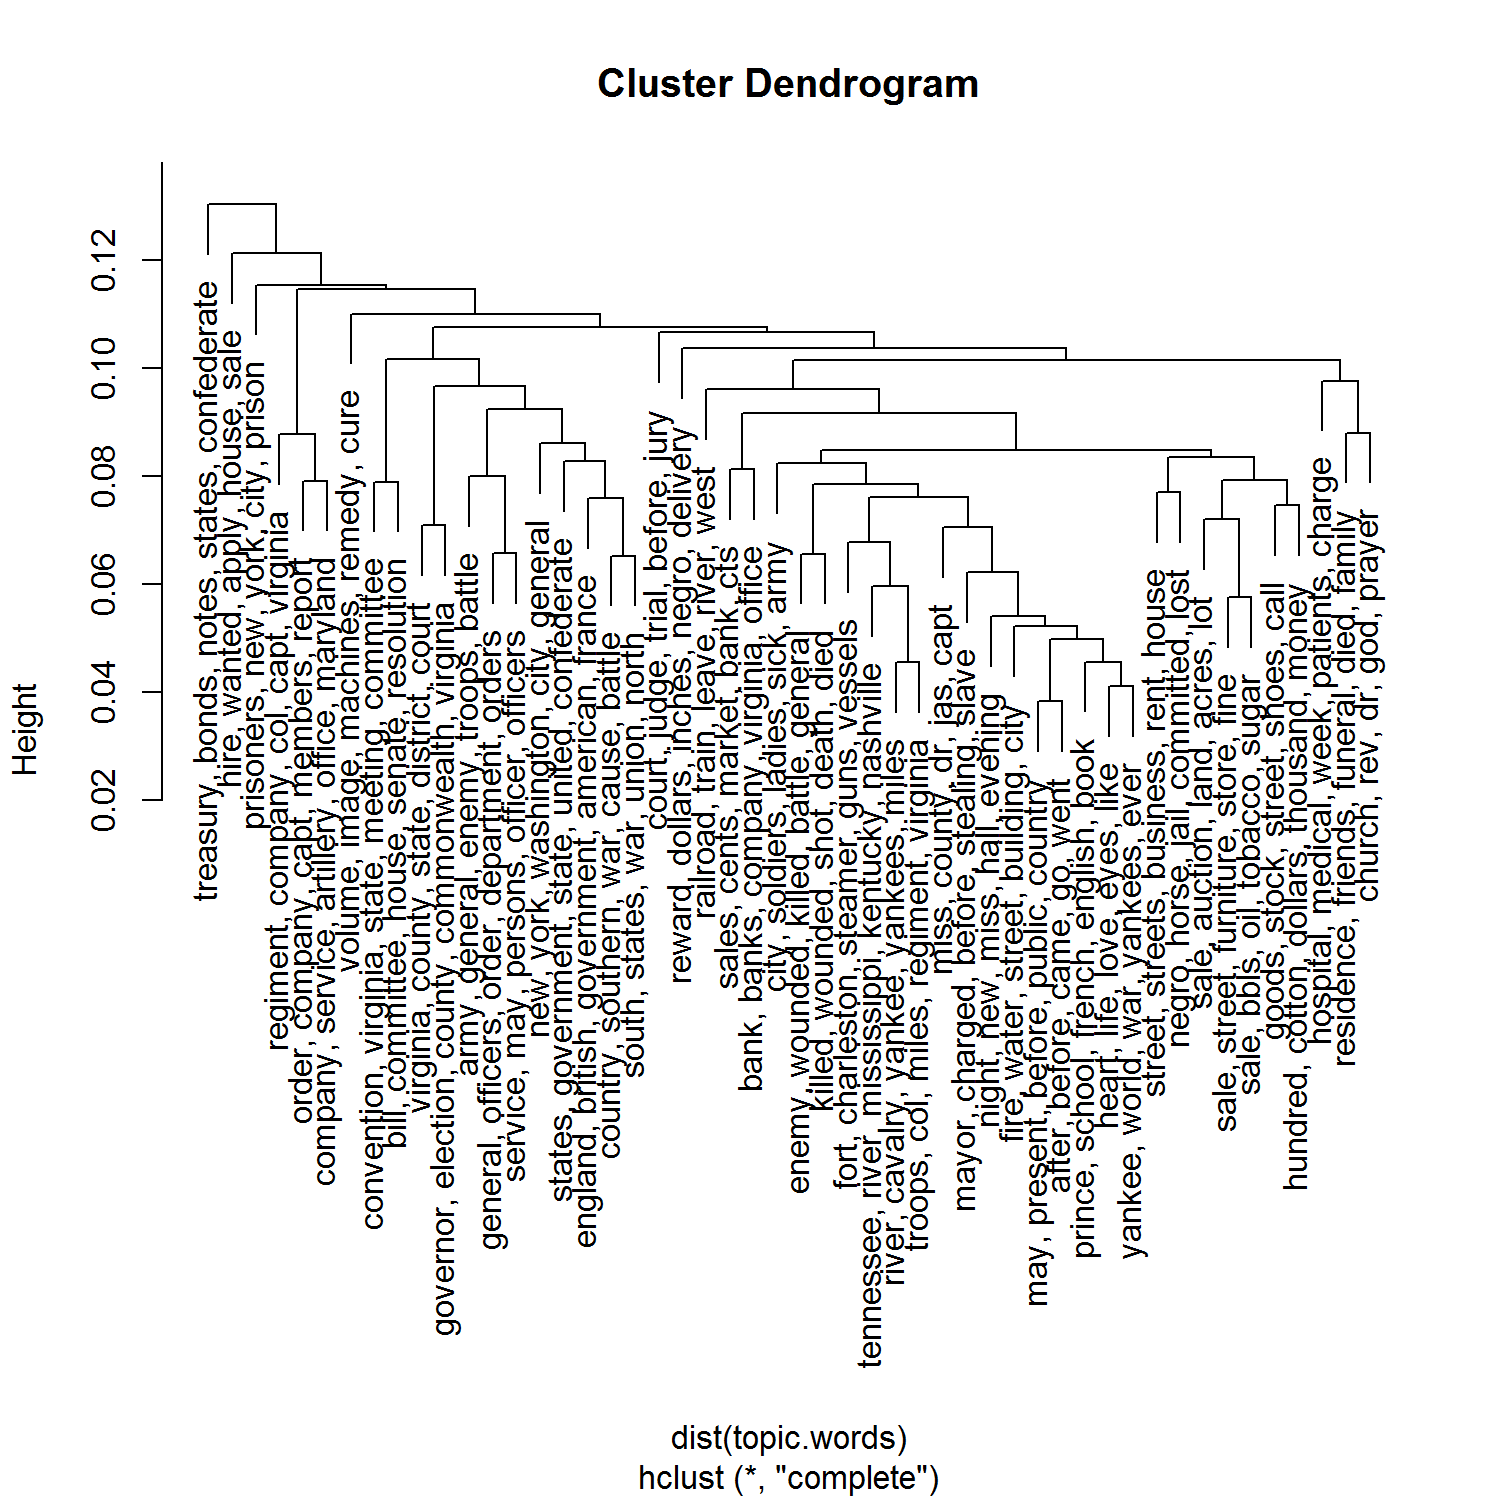 Cluster Dendrogram
Height
0.02
0.04
0.06
0.08
0.10
0.12
treasury, bonds, notes, states, confederate
hire, wanted, apply, house, sale
prisoners, new, york, city, prison
regiment, company, col, capt, virginia
order, company, capt, members, report
company, service, artillery, office, maryland
volume, image, machines, remedy, cure
convention, virginia, state, meeting, committee
bill, committee, house, senate, resolution
virginia, county, state, district, court
governor, election, county, commonwealth, virginia
army, general, enemy, troops, battle
general, officers, order, department, orders
service, may, persons, officer, officers
new, york, washington, city, general
states, government, state, united, confederate
england, british, government, american, france
country, southern, war, cause, battle
south, states, war, union, north
court, judge, trial, before, jury
reward, dollars, inches, negro, delivery
railroad, train, leave, river, west
sales, cents, market, bank, cts
bank, banks, company, virginia, office
city, soldiers, ladies, sick, army
enemy, wounded, killed, battle, general
killed, wounded, shot, death, died
fort, charleston, steamer, guns, vessels
tennessee, river, mississippi, kentucky, nashville
river, cavalry, yankee, yankees, miles
troops, col, miles, regiment, virginia
miss, county, dr, jas, capt
mayor, charged, before, stealing, slave
night, new, miss, hall, evening
fire, water, street, building, city
may, present, before, public, country
after, before, came, go, went
prince, school, french, english, book
heart, life, love, eyes, like
yankee, world, war, yankees, ever
street, streets, business, rent, house
negro, horse, jail, committed, lost
sale, auction, land, acres, lot
sale, street, furniture, store, fine
sale, bbls, oil, tobacco, sugar
goods, stock, street, shoes, call
hundred, cotton, dollars, thousand, money
hospital, medical, week, patients, charge
residence, friends, funeral, died, family
church, rev, dr, god, prayer
dist(topic.words)
hclust (*, "complete")